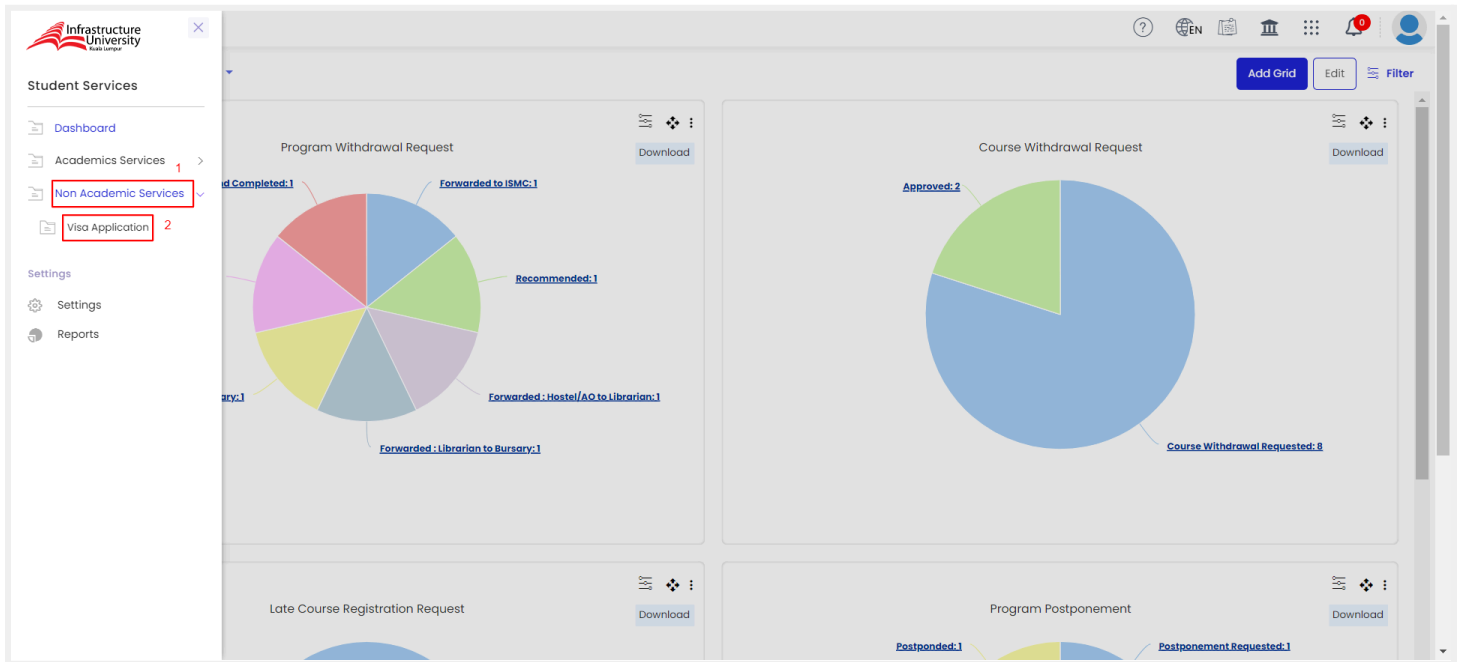 Infrastructure
University
Kuala Lumpur
Student Services
Dashboard
Academics Services
1
Non Academic Services
Visa Application
2
Settings
Settings
Reports
EN
0
Add Grid
Edit
Filter
Program Withdrawal Request
Download
d Completed: 1
Forwarded to ISMC: 1
Recommended: 1
Forwarded : Hostel/AO to Librarian: 1
Forwarded : Librarian to Bursary: 1
ary: 1
Course Withdrawal Request
Download
Approved: 2
Course Withdrawal Requested: 8
Late Course Registration Request
Download
Program Postponement
Download
Postponded: 1
Postponement Requested: 1